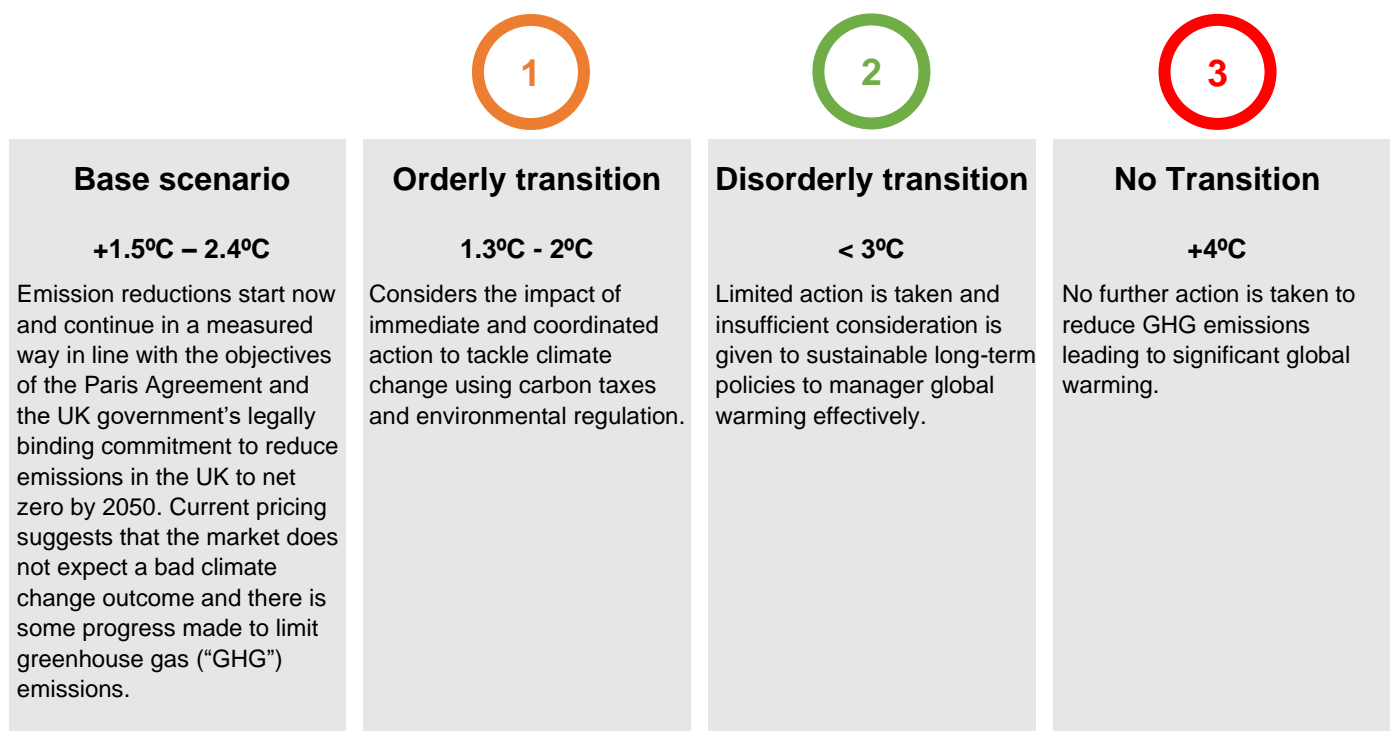 1
2
3
Base scenario
+1.5⁰C – 2.4⁰C
Emission reductions start now
and continue in a measured
way in line with the objectives
of the Paris Agreement and
the UK government’s legally
binding commitment to reduce
emissions in the UK to net
zero by 2050. Current pricing
suggests that the market does
not expect a bad climate
change outcome and there is
some progress made to limit
greenhouse gas (“GHG”)
emissions.
Orderly transition
1.3⁰C - 2⁰C
Considers the impact of
immediate and coordinated
action to tackle climate
change using carbon taxes
and environmental regulation.
Disorderly transition
< 3⁰C
Limited action is taken and
insufficient consideration is
given to sustainable long-term
policies to manager global
warming effectively.
No Transition
+4⁰C
No further action is taken to
reduce GHG emissions
leading to significant global
warming.